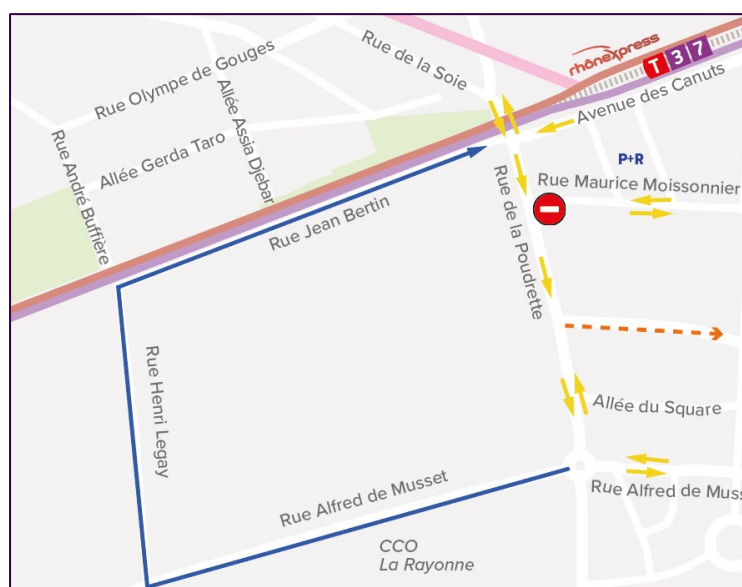 Rue de la Soie
rhônexpress
T 3 7
Rue Olympe de Gouges
Allée Assia Djebar
Avenue des Canuts
Allée Gerda Taro
Rue André Buffière
P+R
Rue Maurice Moissonnier
Rue Jean Bertin
Rue de la Poudrette
Rue Henri Legay
Allée du Square
Rue Alfred de Musset
Rue Alfred de Muss
CCO
La Rayonne